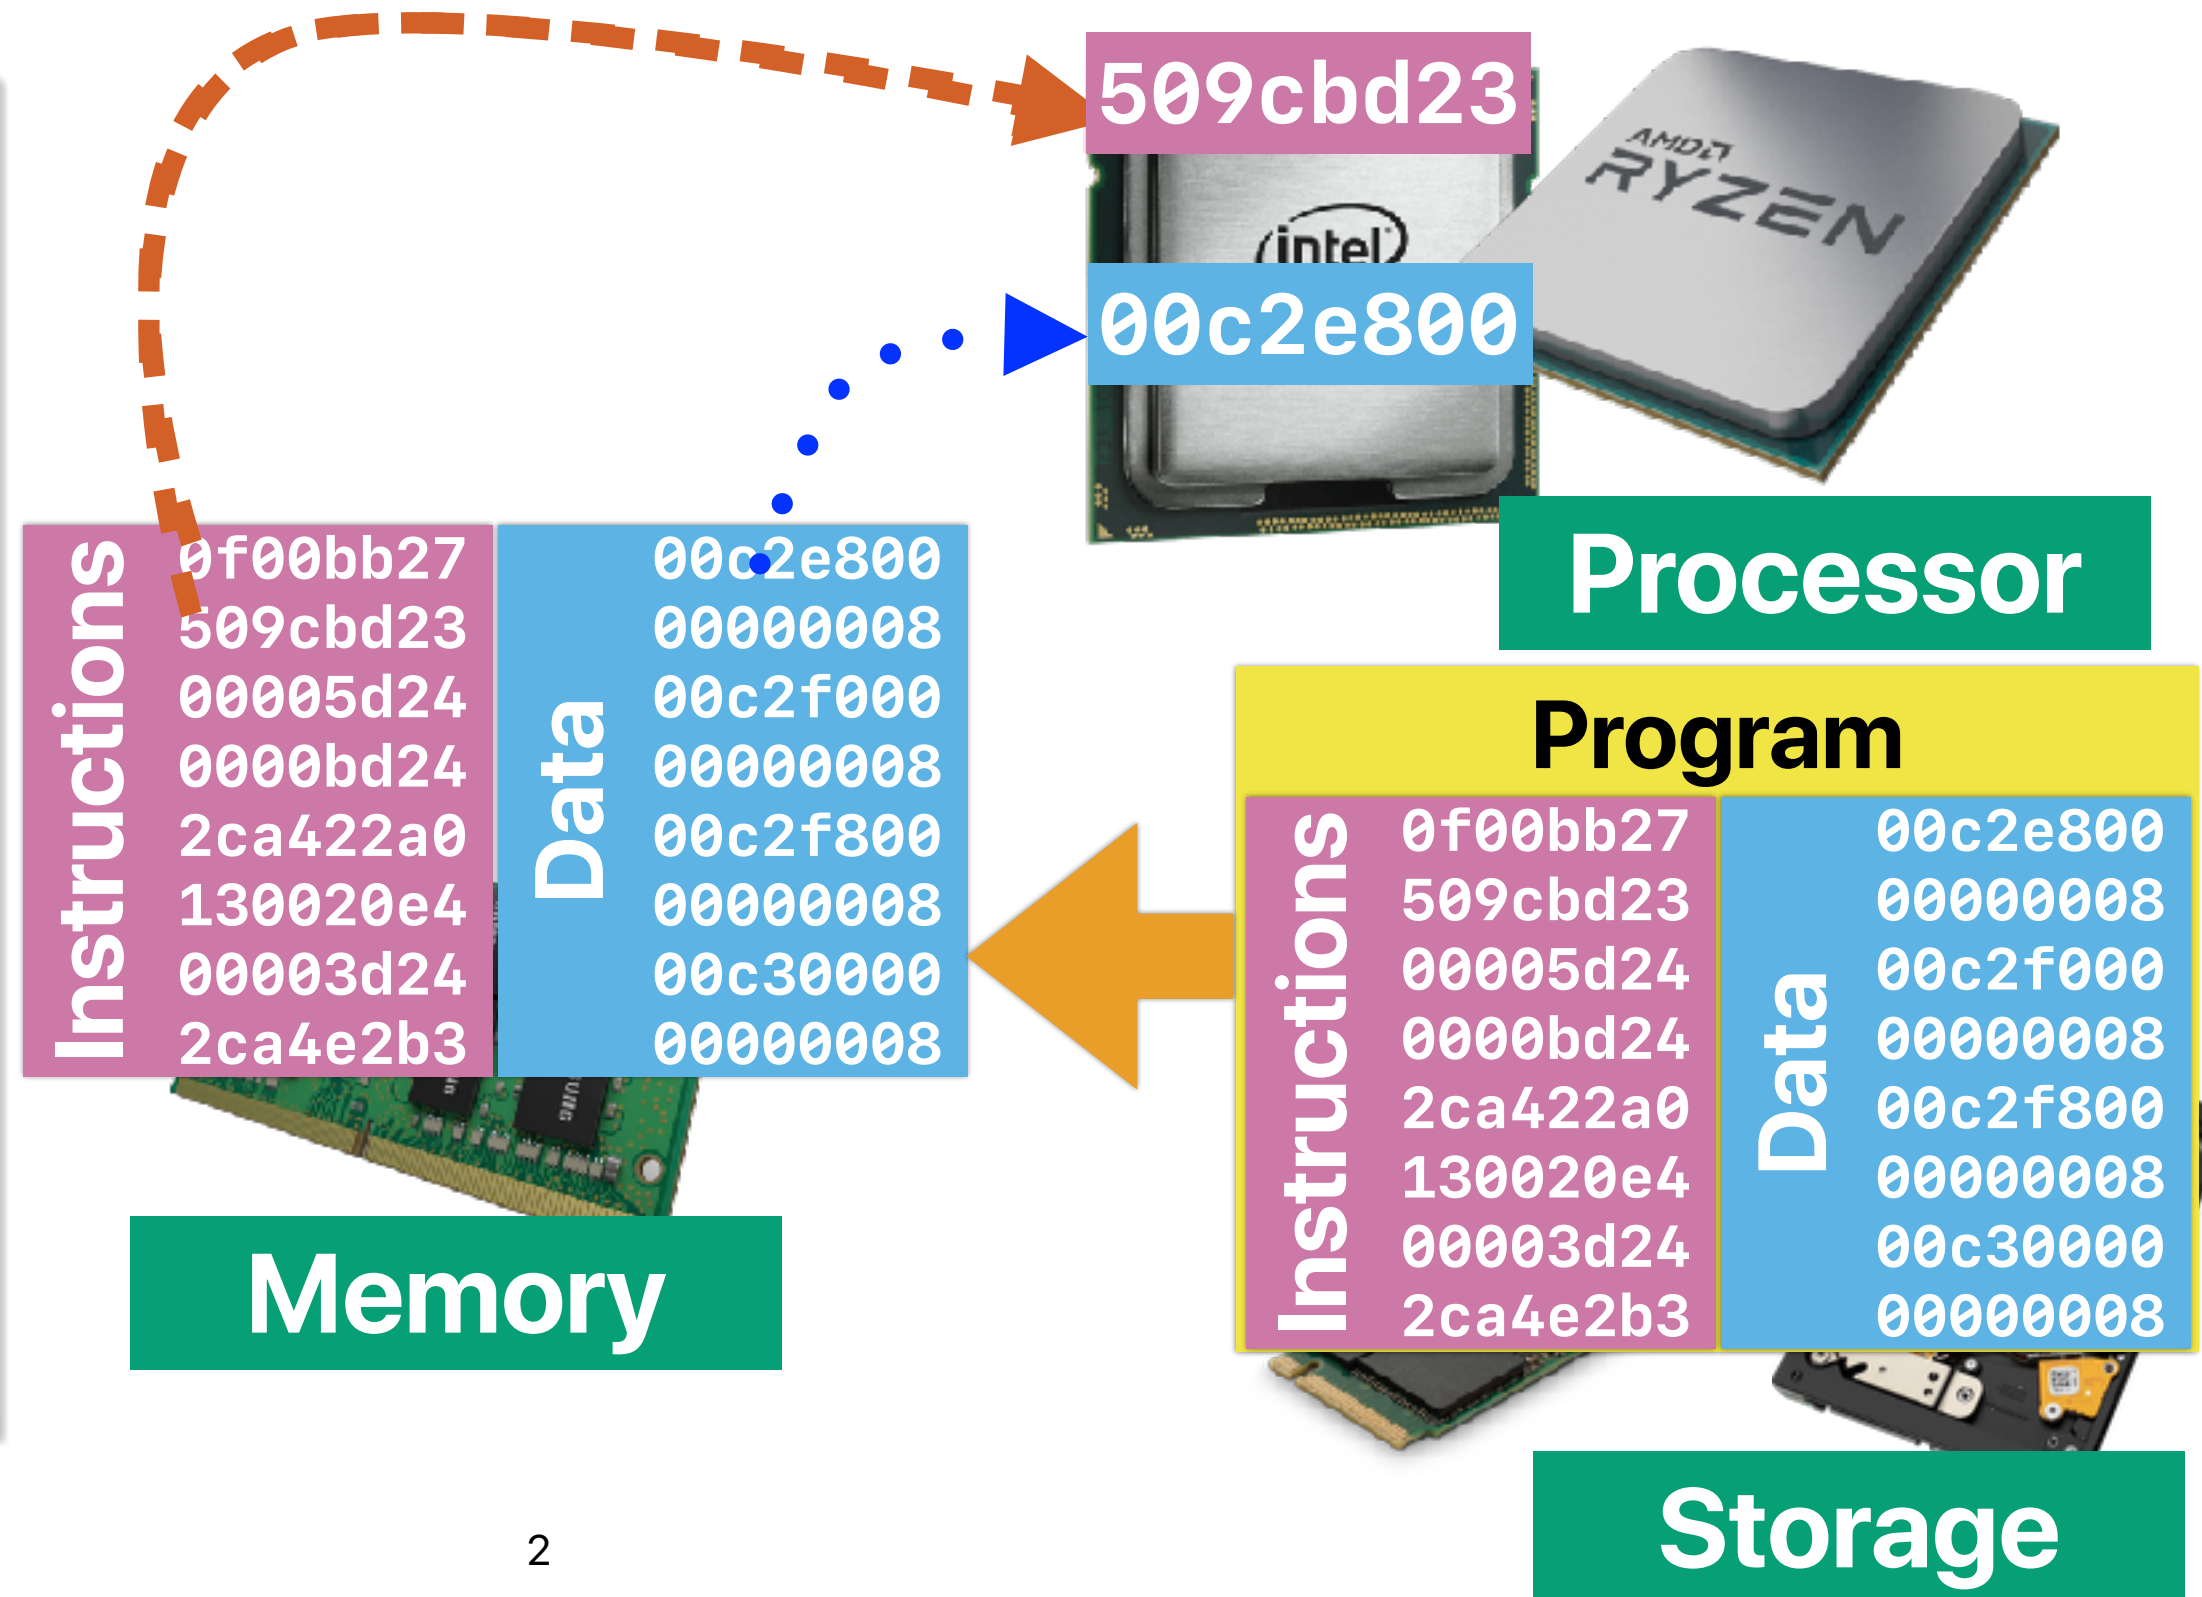 509cbd23
intel
AMD
RYZEN
00c2e800
Processor
Instructions
0f00bb27
509cbd23
00005d24
0000bd24
2ca422a0
130020e4
00003d24
2ca4e2b3
Data
00c2e800
00000008
00c2f000
00000008
00c2f800
00000008
00c30000
00000008
Memory
Program
Instructions
0f00bb27
509cbd23
00005d24
0000bd24
2ca422a0
130020e4
00003d24
2ca4e2b3
Data
00c2e800
00000008
00c2f000
00000008
00c2f800
00000008
00c30000
00000008
Storage
2